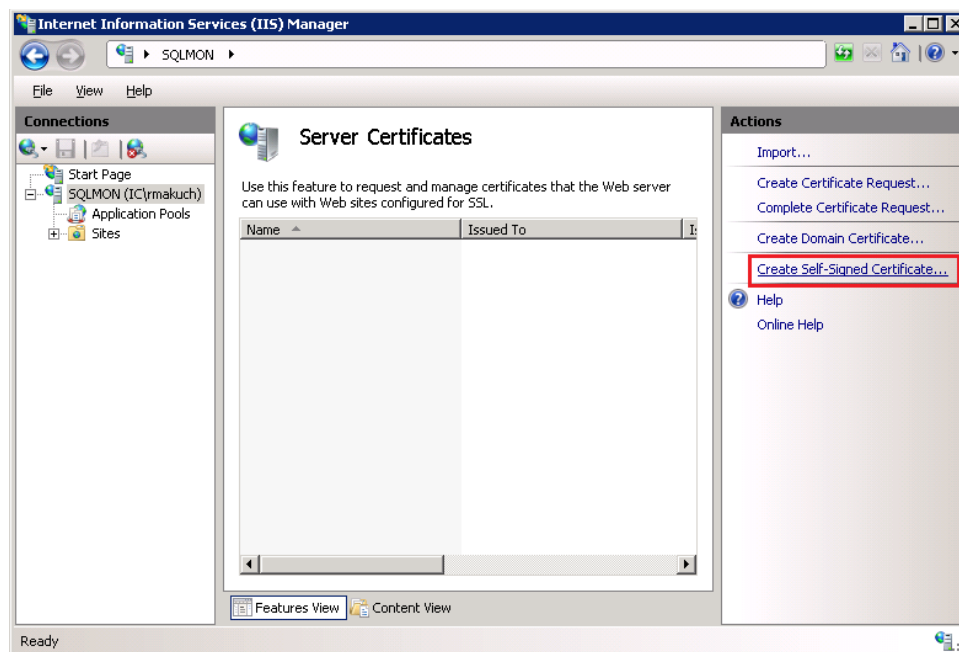 Internet Information Services (IIS) Manager
SQLMON
File View Help
Connections
Start Page
SQLMON (IC\rmakuch)
Application Pools
Sites
Server Certificates
Use this feature to request and manage certificates that the Web server
can use with Web sites configured for SSL.
Name Issued To
Features View Content View
Actions
Import...
Create Certificate Request...
Complete Certificate Request...
Create Domain Certificate...
Create Self-Signed Certificate...
Help
Online Help
Ready